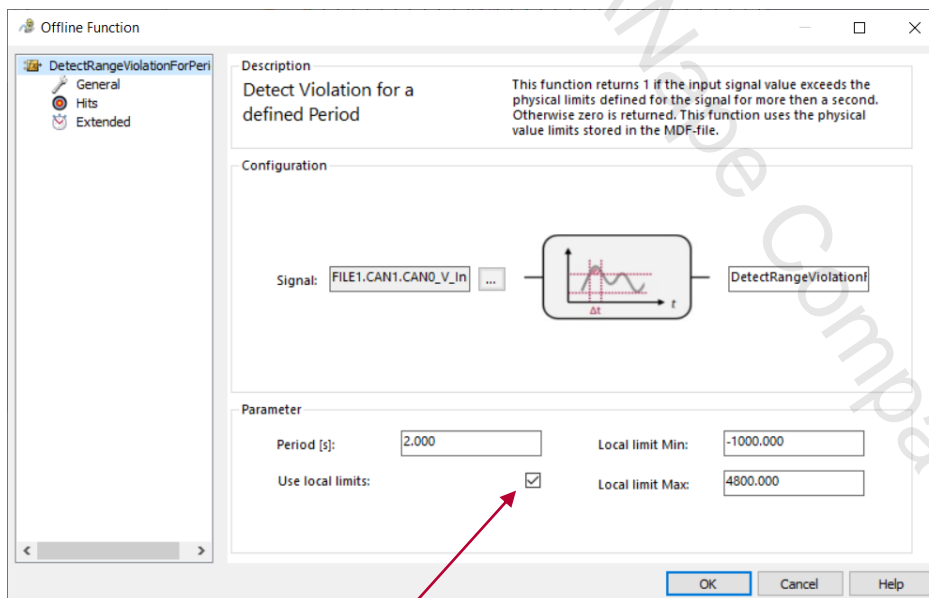 Offline Function
DetectRangeViolationForPeri
General
Hits
Extended
Description
Detect Violation for a
defined Period
This function returns 1 if the input signal value exceeds the
physical limits defined for the signal for more then a second.
Otherwise zero is returned. This function uses the physical
value limits stored in the MDF-file.
Configuration
Signal:
FILE1.CAN1.CAN0_V_In
...
t
Δt
DetectRangeViolationF
Parameter
Period [s]:
2.000
Local limit Min:
-1000.000
Use local limits:
Local limit Max:
4800.000
OK
Cancel
Help